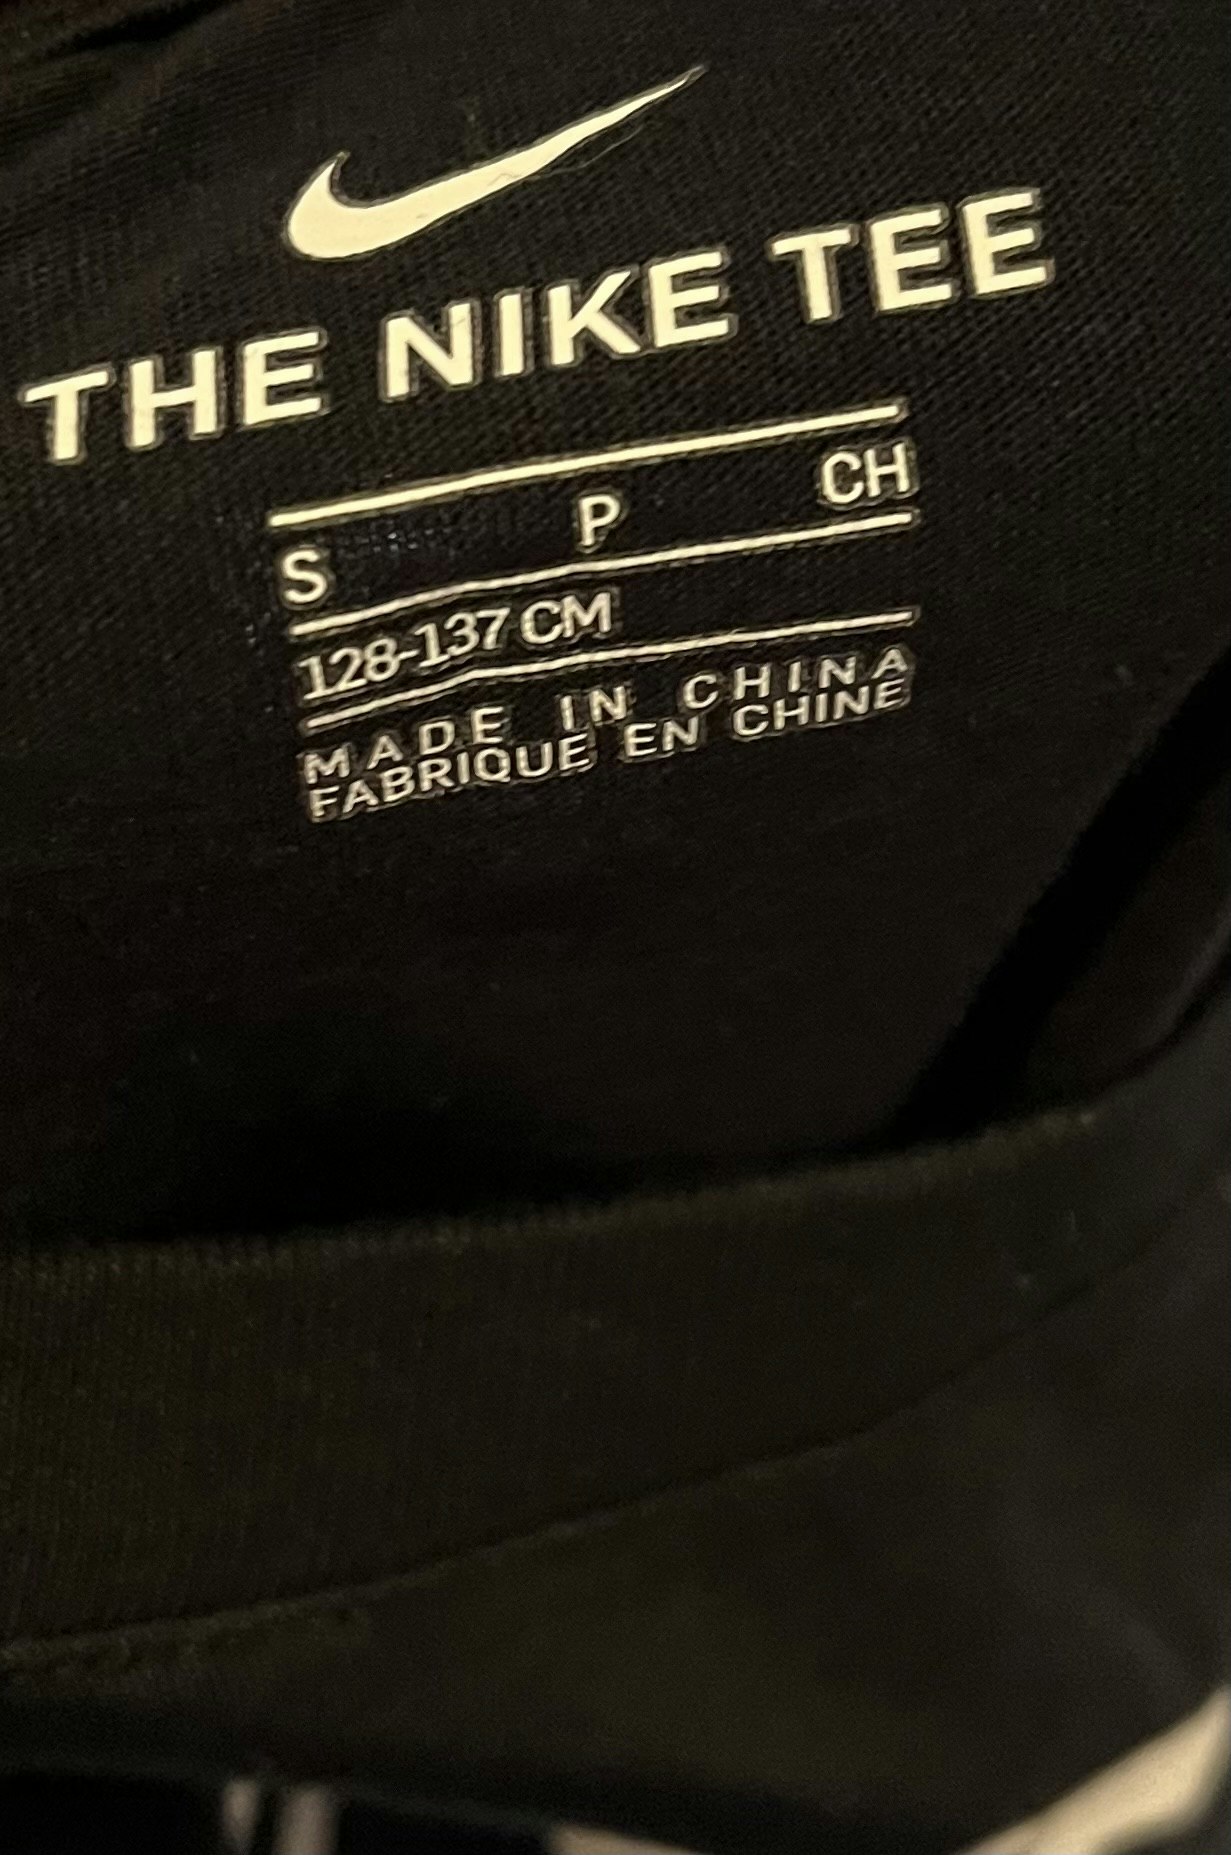 THE NIKE TEE
S P CH
128-137 CM
MADE IN CHINA
FABRIQUE EN CHINE